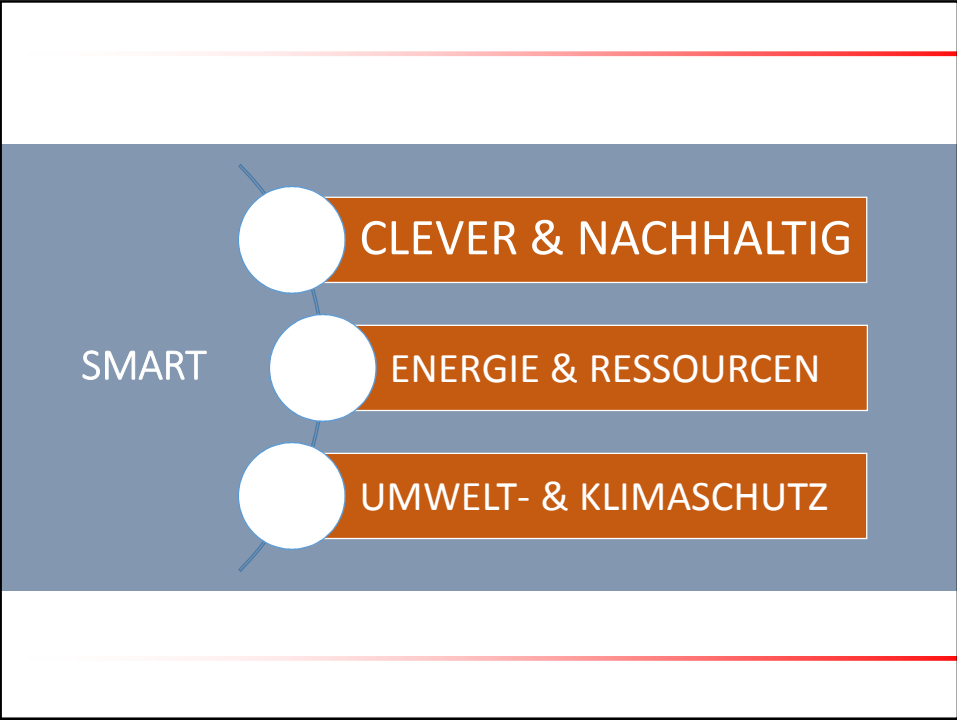 SMART
CLEVER & NACHHALTIG
ENERGIE & RESSOURCEN
UMWELT- & KLIMASCHUTZ